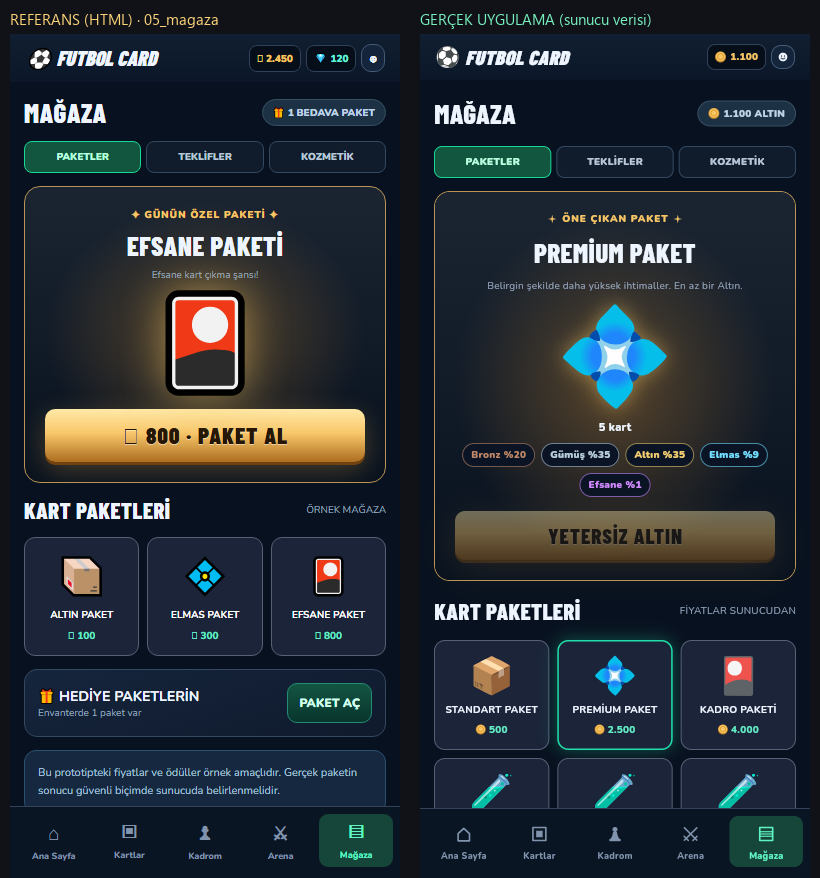 REFERANS (HTML) · 05_magaza
FUTBOL CARD
2.450
120
MAĞAZA
1 BEDAVA PAKET
PAKETLER
TEKLİFLER
KOZMETİK
✦ GÜNÜN ÖZEL PAKETİ ✦
EFSANE PAKETİ
Efsane kart çıkma şansı!
800 · PAKET AL
KART PAKETLERİ
ÖRNEK MAĞAZA
ALTIN PAKET
100
ELMAS PAKET
300
EFSANE PAKET
800
HEDİYE PAKETLERİN
Envanterde 1 paket var
PAKET AÇ
Bu prototipteki fiyatlar ve ödüller örnek amaçlıdır. Gerçek paketin
sonucu güvenli biçimde sunucuda belirlenmelidir.
Ana Sayfa
Kartlar
Kadrom
Arena
Mağaza
GERÇEK UYGULAMA (sunucu verisi)
FUTBOL CARD
1.100
MAĞAZA
1.100 ALTIN
PAKETLER
TEKLİFLER
KOZMETİK
✦ ÖNE ÇIKAN PAKET ✦
PREMİUM PAKET
Belirgin şekilde daha yüksek ihtimaller. En az bir Altın.
5 kart
Bronz %20
Gümüş %35
Altın %35
Elmas %9
Efsane %1
YETERSİZ ALTIN
KART PAKETLERİ
FİYATLAR SUNUCUDAN
STANDART PAKET
500
PREMİUM PAKET
2.500
KADRO PAKETİ
4.000
Ana Sayfa
Kartlar
Kadrom
Arena
Mağaza